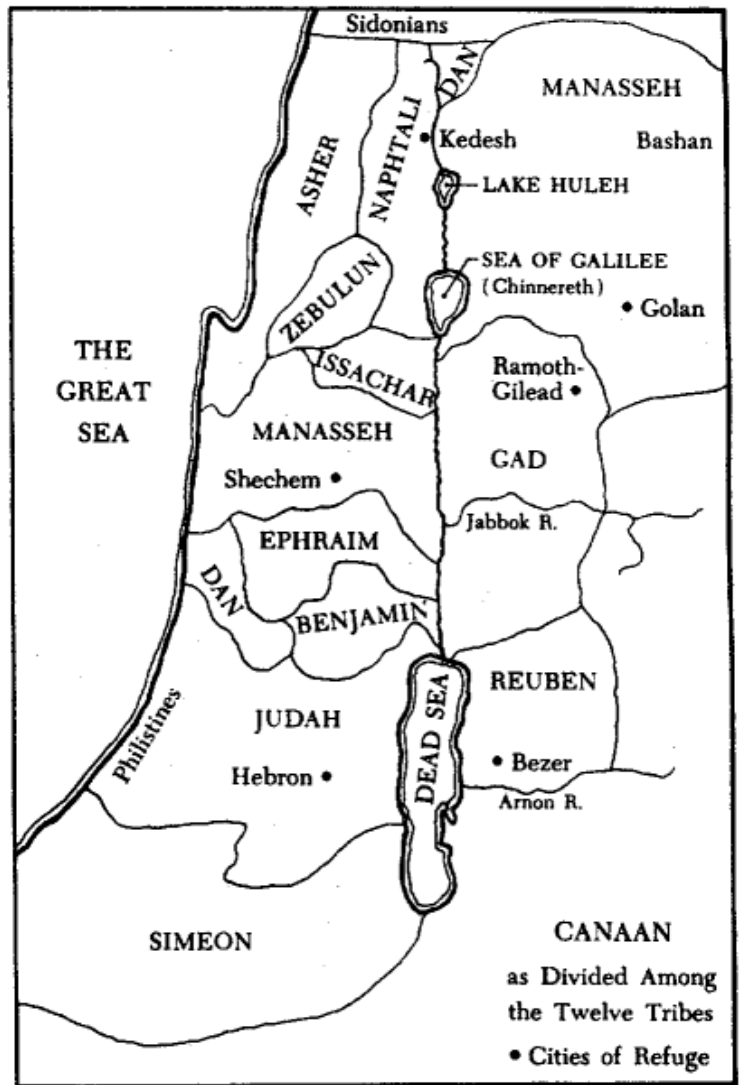 Sidonians
DAN
MANASSEH
ASHER
NAPHTALI
Kedesh
Bashan
LAKE HULEH
SEA OF GALILEE
(Chinnereth)
ZEBULUN
Golan
THE
GREAT
SEA
ISSACHAR
Ramoth-
Gilead
MANASSEH
GAD
Shechem
Jabbok R.
EPHRAIM
DAN
BENJAMIN
REUBEN
Philistines
JUDAH
DEAD SEA
Hebron
Bezer
Arnon R.
SIMEON
CANAAN
as Divided Among
the Twelve Tribes
• Cities of Refuge